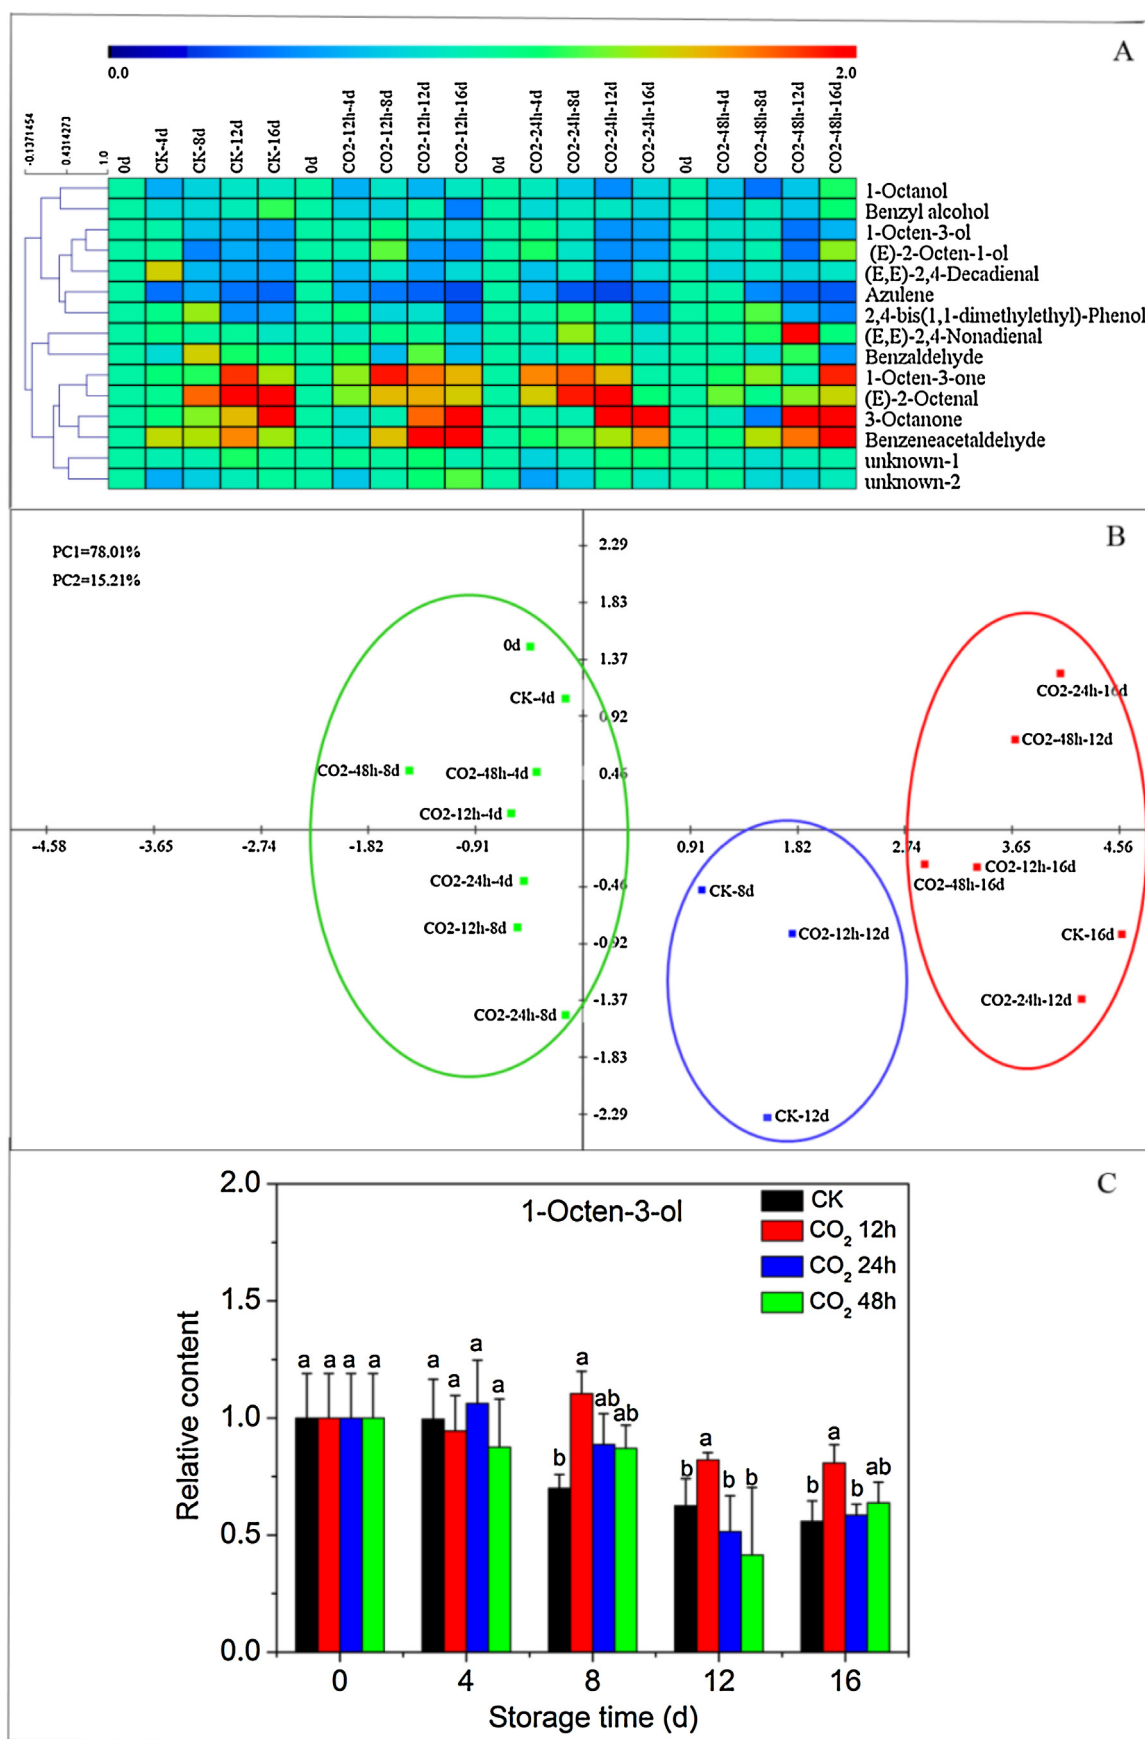 A
0.0
2.0
-0.1371454
0.4314273
1.0
0d
CK-4d
CK-8d
CK-12d
CK-16d
0d
CO2-12h-4d
CO2-12h-8d
CO2-12h-12d
CO2-12h-16d
0d
CO2-24h-4d
CO2-24h-8d
CO2-24h-12d
CO2-24h-16d
0d
CO2-48h-4d
CO2-48h-8d
CO2-48h-12d
CO2-48h-16d
1-Octanol
Benzyl alcohol
1-Octen-3-ol
(E)-2-Octen-1-ol
(E,E)-2,4-Decadienal
Azulene
2,4-bis(1,1-dimethylethyl)-Phenol
(E,E)-2,4-Nonadienal
Benzaldehyde
1-Octen-3-one
(E)-2-Octenal
3-Octanone
Benzeneacetaldehyde
unknown-1
unknown-2
B
PC1=78.01%
PC2=15.21%
2.29
1.83
1.37
0.92
0.46
-0.46
-0.92
-1.37
-1.83
-2.29
-4.58
-3.65
-2.74
-1.82
-0.91
0.91
1.82
2.74
3.65
4.56
0d
CK-4d
CO2-48h-8d
CO2-48h-4d
CO2-12h-4d
CO2-24h-4d
CO2-12h-8d
CO2-24h-8d
CK-8d
CO2-12h-12d
CK-12d
CO2-24h-16d
CO2-48h-12d
CO2-12h-16d
CO2-48h-16d
CK-16d
CO2-24h-12d
C
1-Octen-3-ol
CK
CO2 12h
CO2 24h
CO2 48h
Relative content
2.0
1.5
1.0
0.5
0.0
a a a a
a a a a
b a ab ab
b a b b
b a b ab
0 4 8 12 16
Storage time (d)